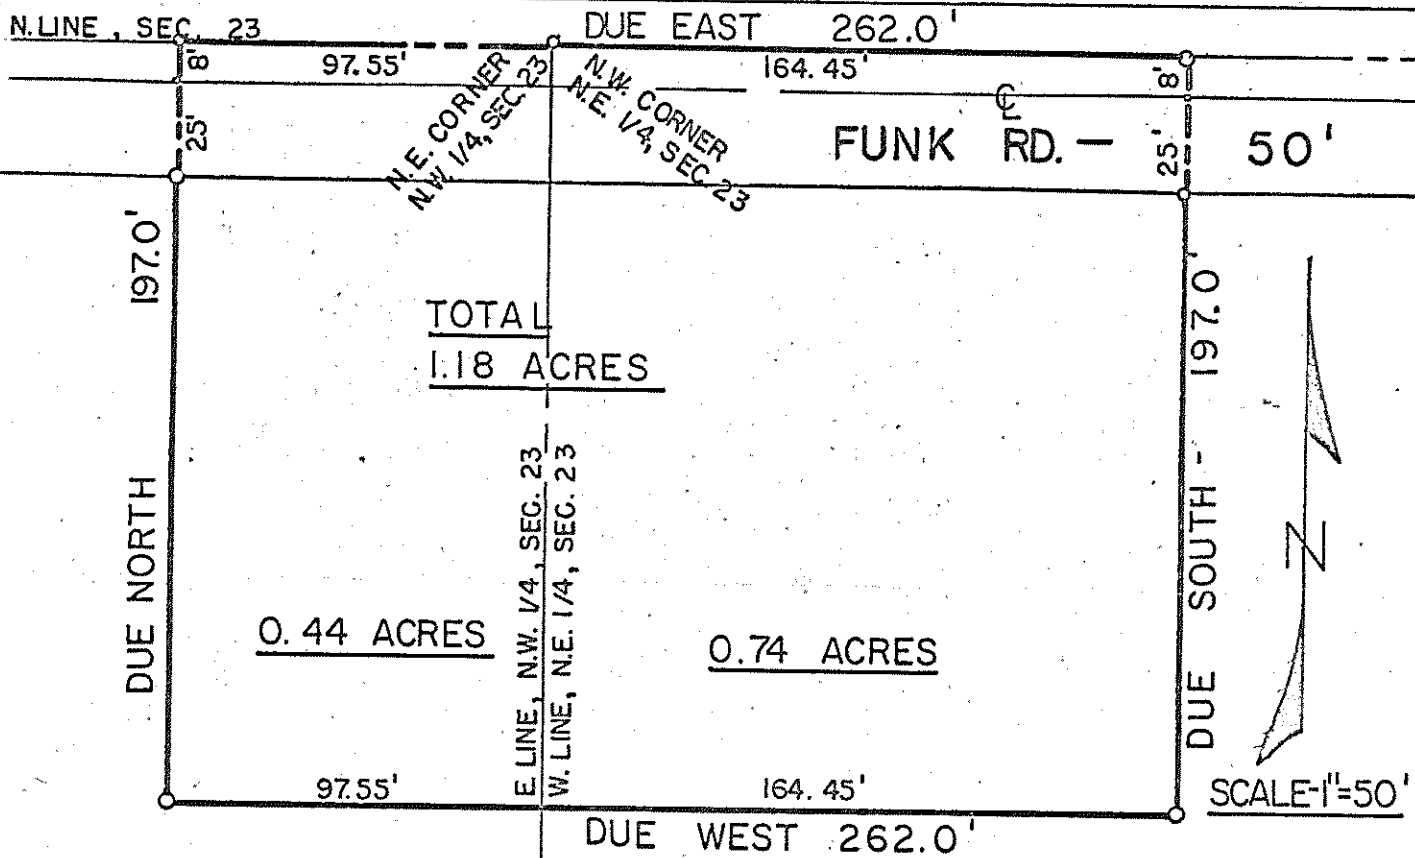 N. LINE, SEC. 23
DUE EAST 262.0'
8'
97.55'
164.45'
8'
N.E. CORNER
N.W. 1/4, SEC 23
N.W. CORNER
N.E. 1/4, SEC 23
℄
25'
FUNK RD. — 50'
25'
197.0'
DUE NORTH
TOTAL
1.18 ACRES
E. LINE, N.W. 1/4, SEC. 23
W. LINE, N.E. 1/4, SEC. 23
0.44 ACRES
0.74 ACRES
DUE SOUTH - 197.0'
N
97.55'
164.45'
SCALE-1"=50'
DUE WEST 262.0'